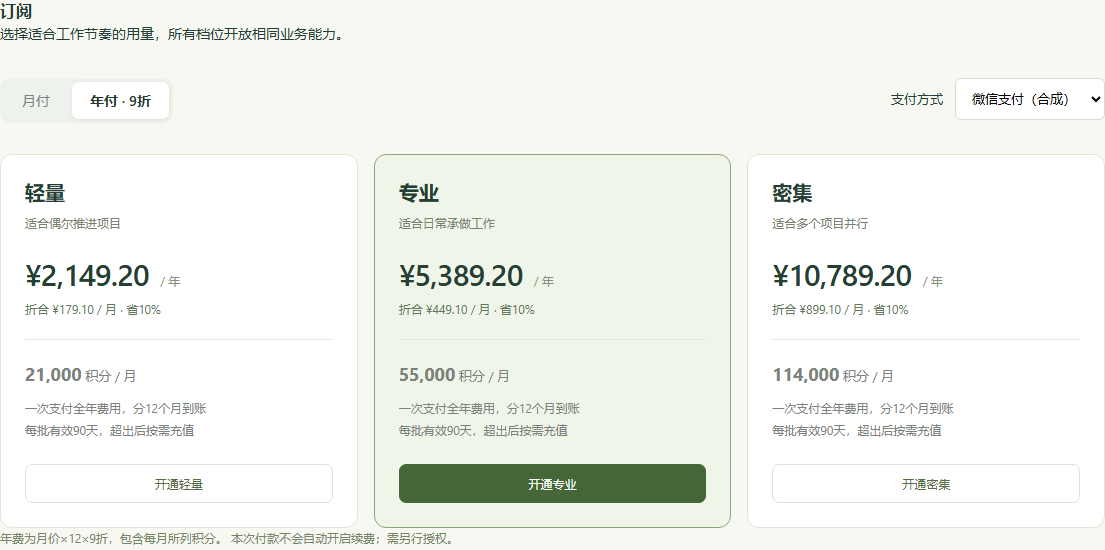 订阅
选择适合工作节奏的用量，所有档位开放相同业务能力。
月付
年付 · 9折
支付方式
微信支付（合成）
轻量
适合偶尔推进项目
¥2,149.20 / 年
折合 ¥179.10 / 月 · 省10%
21,000 积分 / 月
一次支付全年费用，分12个月到账
每批有效90天，超出后按需充值
开通轻量
专业
适合日常承做工作
¥5,389.20 / 年
折合 ¥449.10 / 月 · 省10%
55,000 积分 / 月
一次支付全年费用，分12个月到账
每批有效90天，超出后按需充值
开通专业
密集
适合多个项目并行
¥10,789.20 / 年
折合 ¥899.10 / 月 · 省10%
114,000 积分 / 月
一次支付全年费用，分12个月到账
每批有效90天，超出后按需充值
开通密集
年费为月价×12×9折，包含每月所列积分。 本次付款不会自动开启续费；需另行授权。